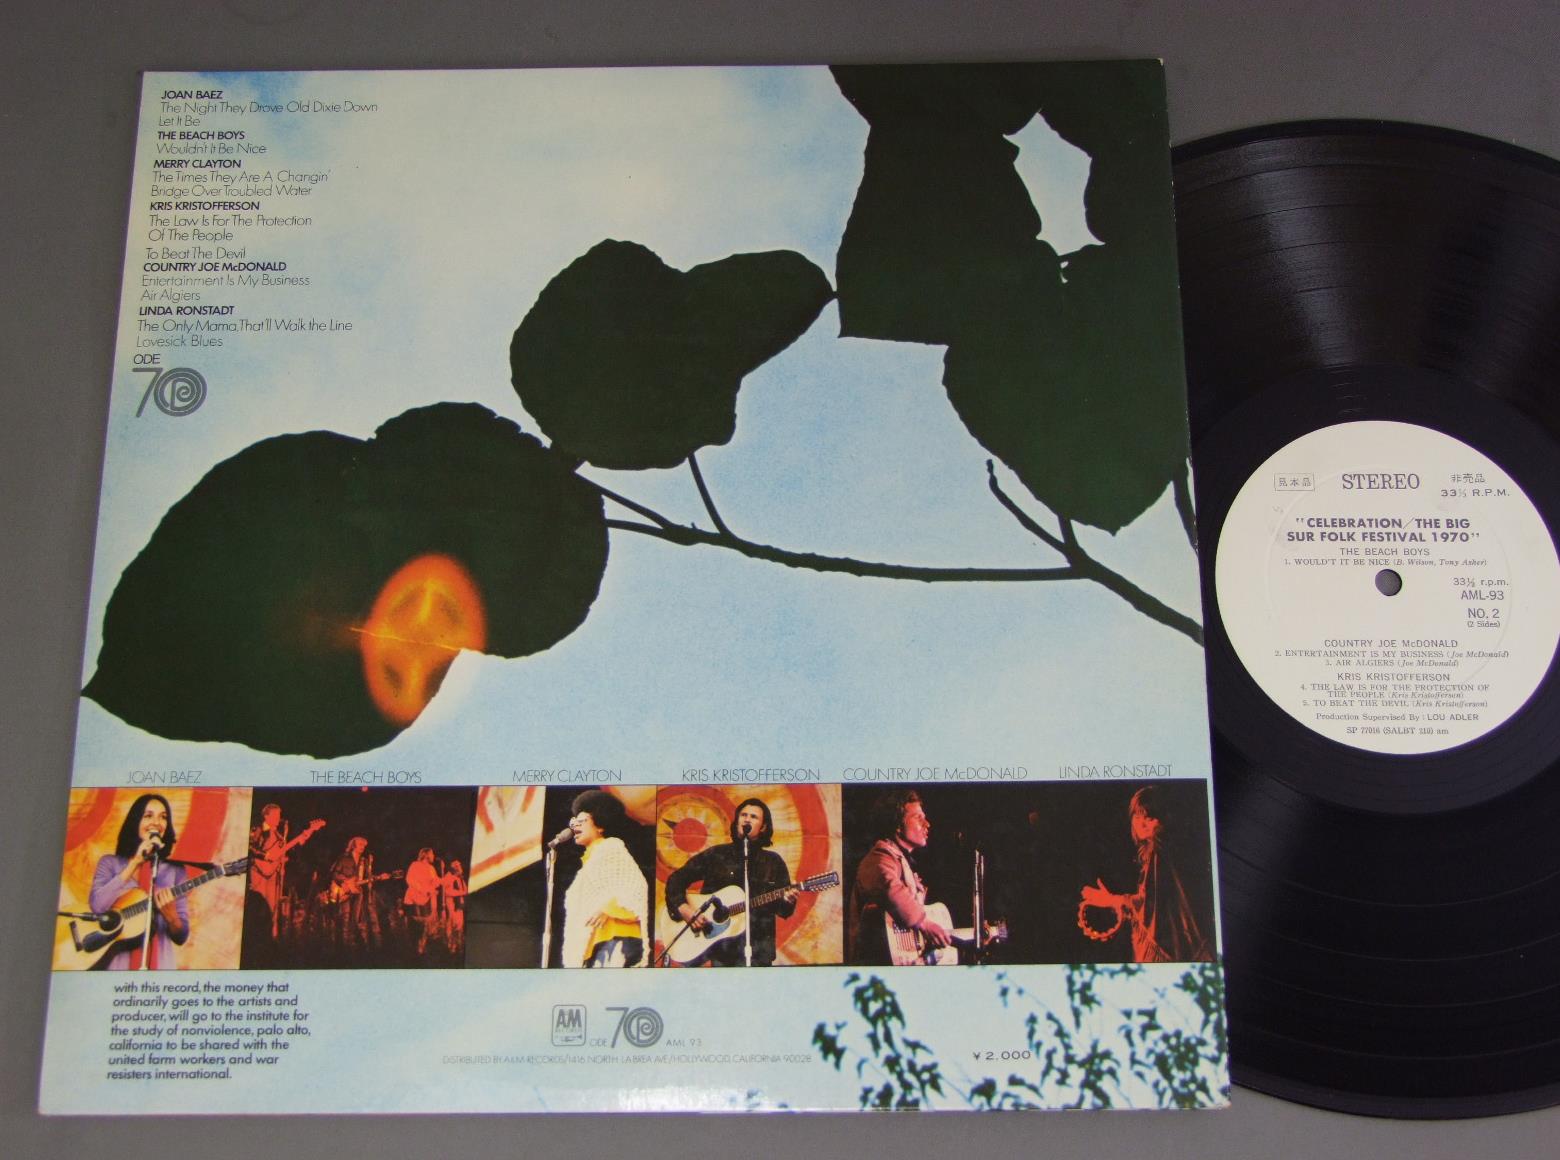 JOAN BAEZ
The Night They Drove Old Dixie Down
Let It Be
THE BEACH BOYS
Wouldn't It Be Nice
MERRY CLAYTON
The Times They Are A Changin'
Bridge Over Troubled Water
KRIS KRISTOFFERSON
The Law Is For The Protection
Of The People
To Beat The Devil
COUNTRY JOE McDONALD
Entertainment Is My Business
Air Algiers
LINDA RONSTADT
The Only Mama, That'll Walk the Line
Lovesick Blues
ODE
70
JOAN BAEZ THE BEACH BOYS MERRY CLAYTON KRIS KRISTOFFERSON COUNTRY JOE McDONALD LINDA RONSTADT
with this record, the money that
ordinarily goes to the artists and
producer, will go to the institute for
the study of nonviolence, palo alto,
california to be shared with the
united farm workers and war
resisters international.
A&M
RECORDS
ODE 70 AML 93
DISTRIBUTED BY A&M RECORDS/1416 NORTH LA BREA AVE./HOLLYWOOD, CALIFORNIA 90028
¥ 2,000
見本品 STEREO 非売品
33⅓ R.P.M.
"CELEBRATION/THE BIG
SUR FOLK FESTIVAL 1970"
THE BEACH BOYS
1. WOULD'T IT BE NICE (B. Wilson, Tony Asher)
33⅓ r.p.m.
AML-93
NO. 2
(2 Sides)
COUNTRY JOE McDONALD
2. ENTERTAINMENT IS MY BUSINESS (Joe McDonald)
3. AIR ALGIERS (Joe McDonald)
KRIS KRISTOFFERSON
4. THE LAW IS FOR THE PROTECTION OF
THE PEOPLE (Kris Kristofferson)
5. TO BEAT THE DEVIL (Kris Kristofferson)
Production Supervised By : LOU ADLER
SP 77016 (SALBT 210) am